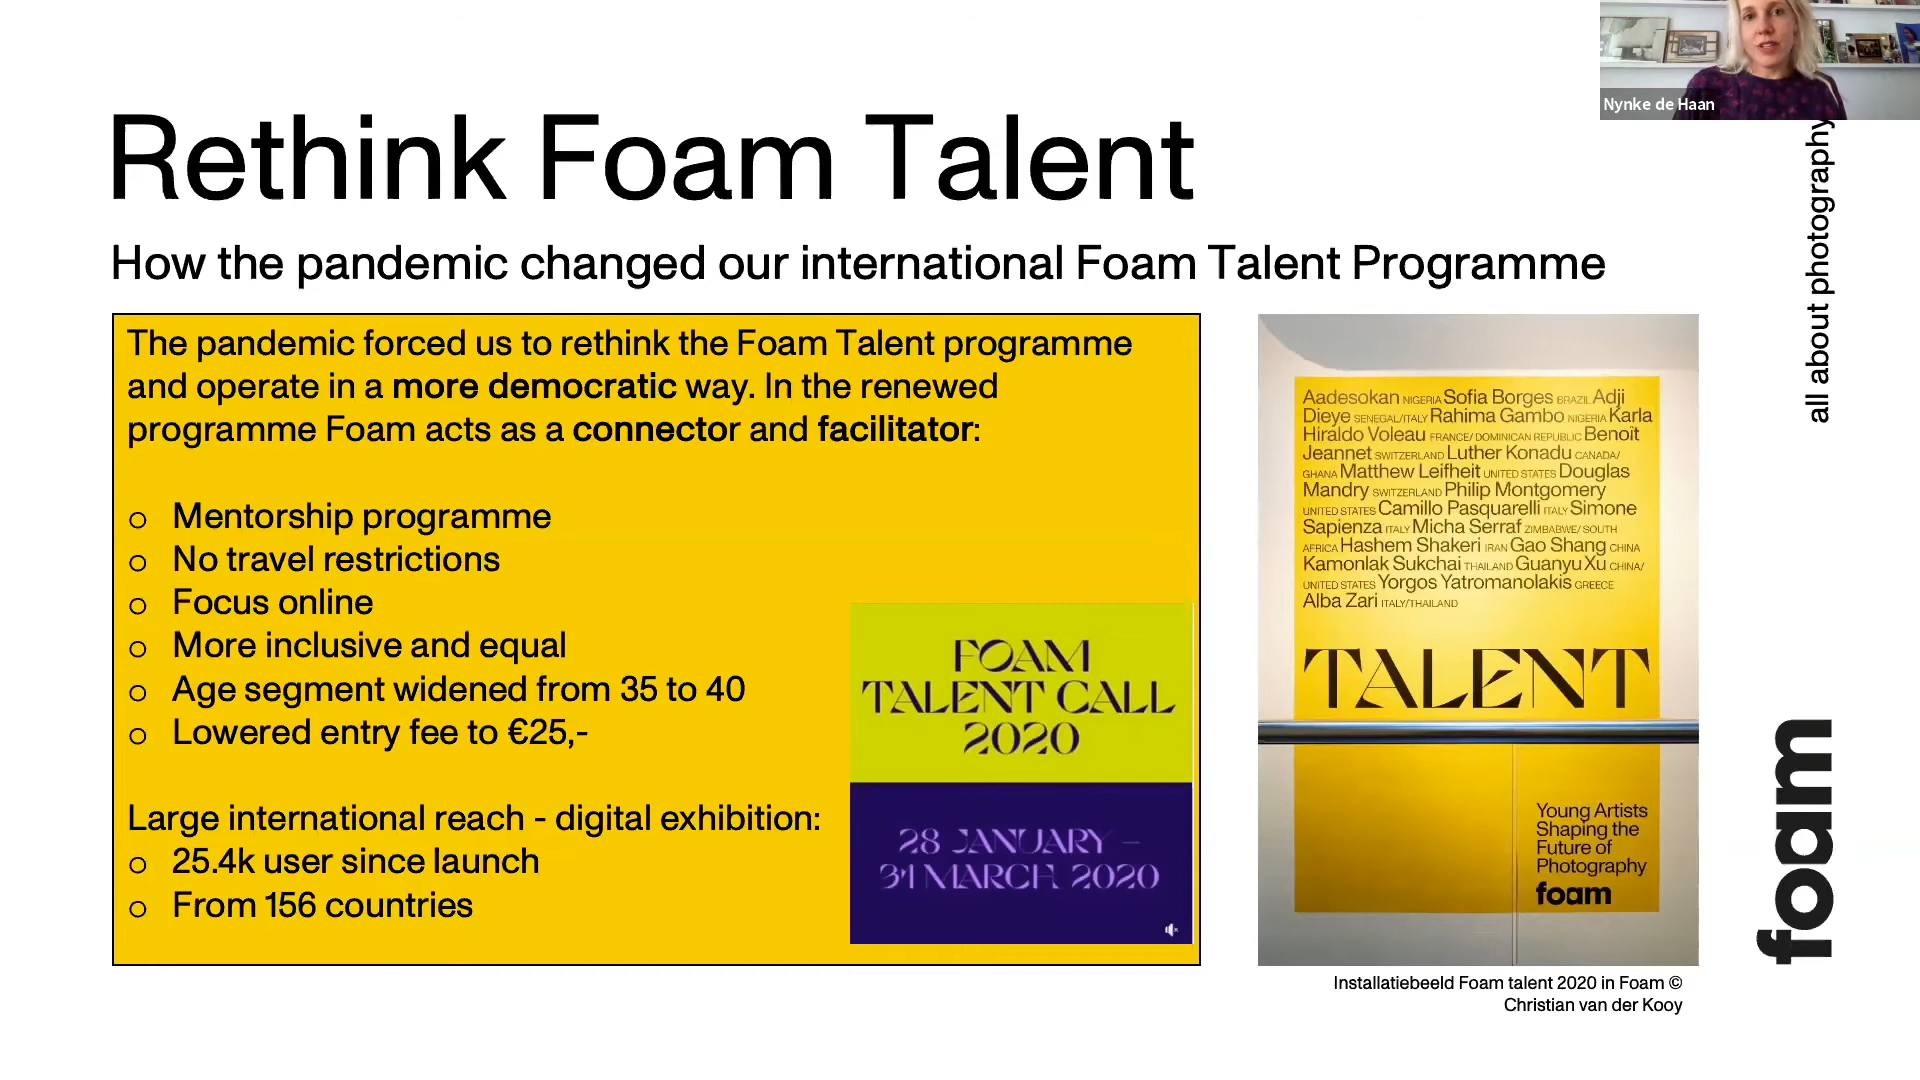 Nynke de Haan
Rethink Foam Talent
How the pandemic changed our international Foam Talent Programme
The pandemic forced us to rethink the Foam Talent programme
and operate in a more democratic way. In the renewed
programme Foam acts as a connector and facilitator:
o Mentorship programme
o No travel restrictions
o Focus online
o More inclusive and equal
o Age segment widened from 35 to 40
o Lowered entry fee to €25,-
Large international reach - digital exhibition:
o 25.4k user since launch
o From 156 countries
FOAM
TALENT CALL
2020
28 JANUARY –
31 MARCH 2020
Aadesokan NIGERIA Sofia Borges BRAZIL Adji
Dieye SENEGAL/ITALY Rahima Gambo NIGERIA Karla
Hiraldo Voleau FRANCE/ DOMINICAN REPUBLIC Benoît
Jeannet SWITZERLAND Luther Konadu CANADA/
GHANA Matthew Leifheit UNITED STATES Douglas
Mandry SWITZERLAND Philip Montgomery
UNITED STATES Camillo Pasquarelli ITALY Simone
Sapienza ITALY Micha Serraf ZIMBABWE/ SOUTH
AFRICA Hashem Shakeri IRAN Gao Shang CHINA
Kamonlak Sukchai THAILAND Guanyu Xu CHINA/
UNITED STATES Yorgos Yatromanolakis GREECE
Alba Zari ITALY/THAILAND
TALENT
Young Artists
Shaping the
Future of
Photography
foam
Installatiebeeld Foam talent 2020 in Foam ©
Christian van der Kooy
all about photography
foam